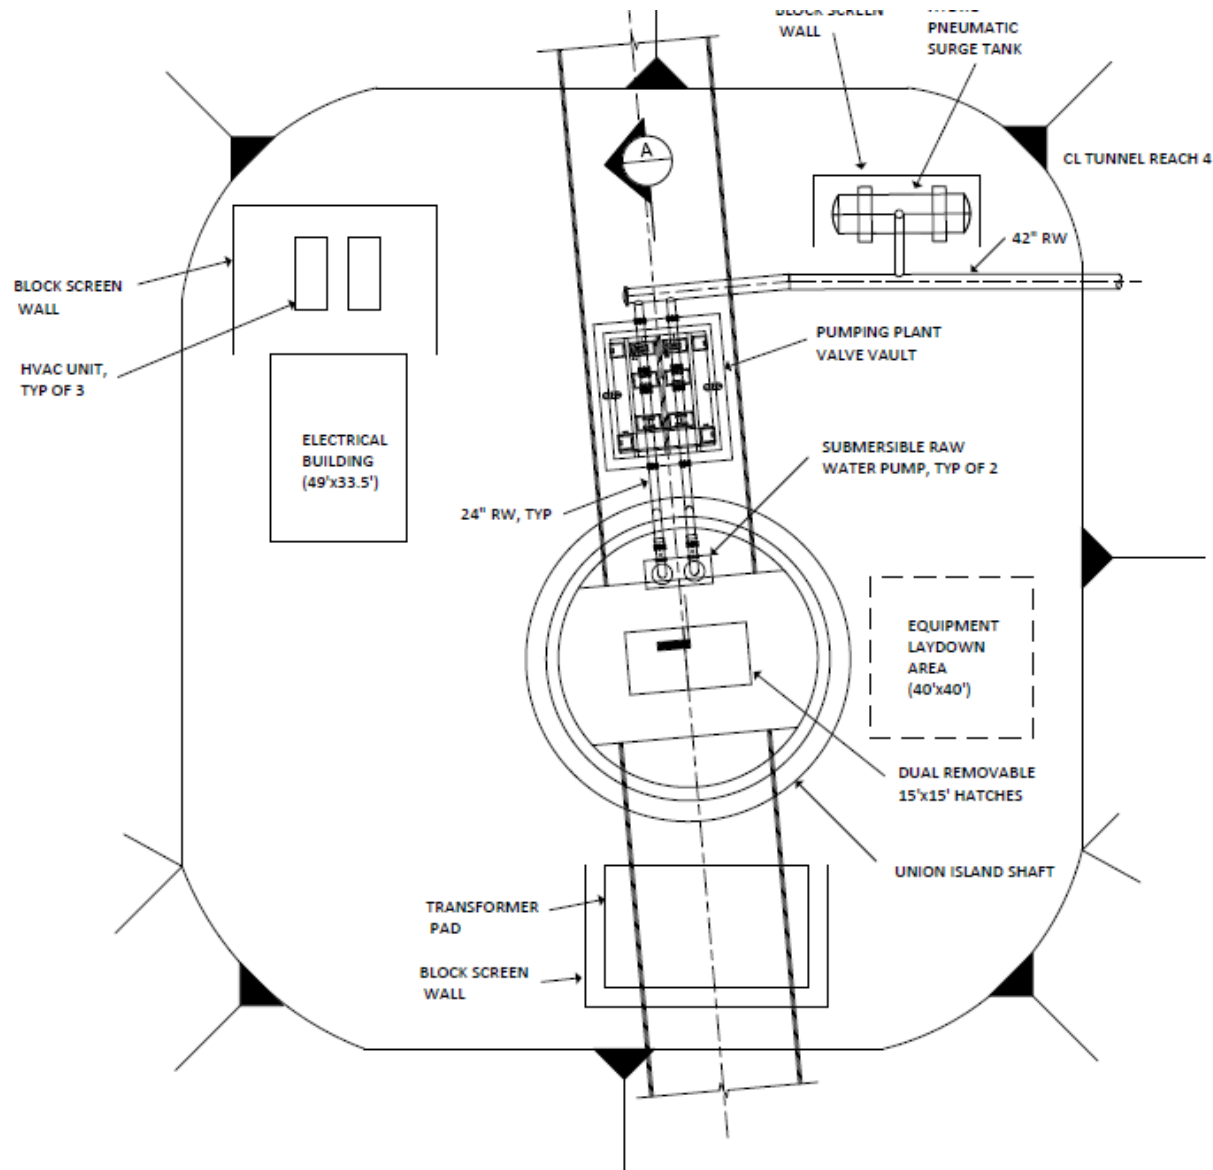 BLOCK SCREEN
WALL
PNEUMATIC
SURGE TANK
A
CL TUNNEL REACH 4
42" RW
BLOCK SCREEN
WALL
HVAC UNIT,
TYP OF 3
PUMPING PLANT
VALVE VAULT
ELECTRICAL
BUILDING
(49'x33.5')
SUBMERSIBLE RAW
WATER PUMP, TYP OF 2
24" RW, TYP
EQUIPMENT
LAYDOWN
AREA
(40'x40')
DUAL REMOVABLE
15'x15' HATCHES
UNION ISLAND SHAFT
TRANSFORMER
PAD
BLOCK SCREEN
WALL